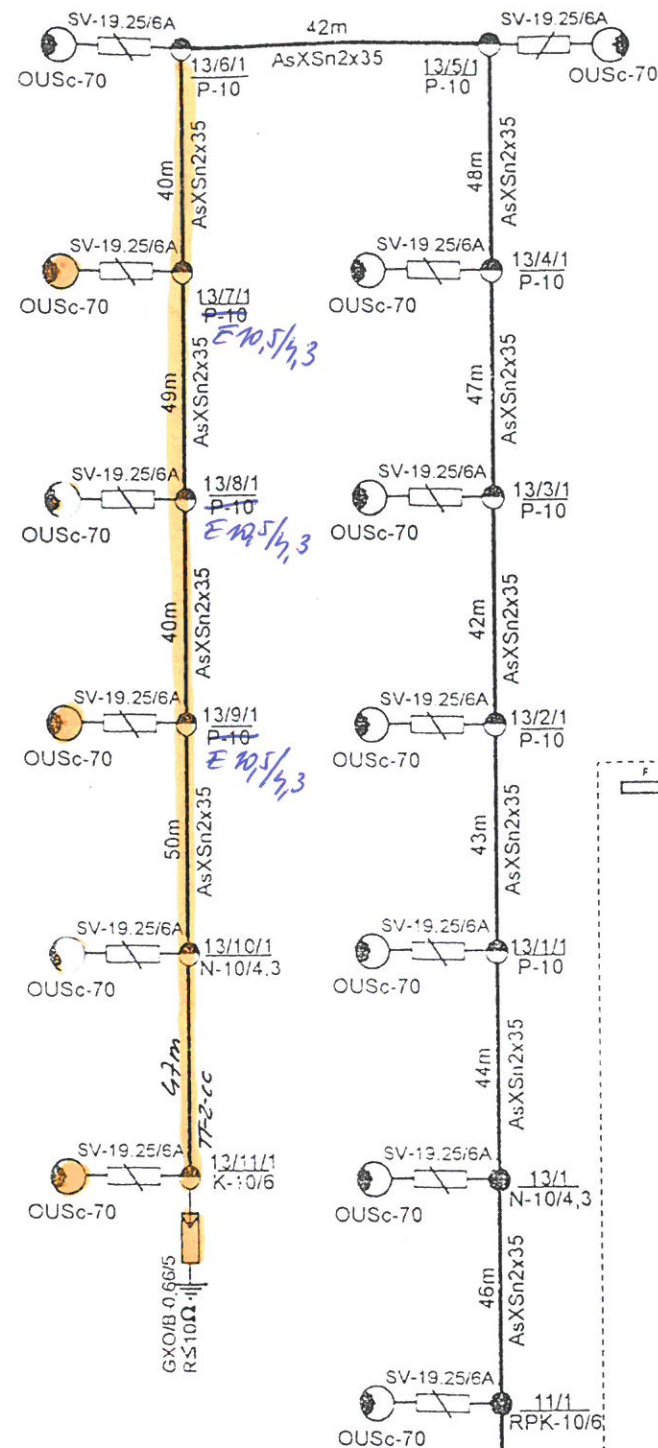 SV-19.25/6A
42m
SV-19.25/6A
OUSc-70
13/6/1
P-10
AsXSn2x35
13/5/1
P-10
OUSc-70
40m
AsXSn2x35
48m
AsXSn2x35
SV-19.25/6A
OUSc-70
13/7/1
P-10
E 10,5/4,3
SV-19.25/6A
OUSc-70
13/4/1
P-10
49m
AsXSn2x35
47m
AsXSn2x35
SV-19.25/6A
OUSc-70
13/8/1
P-10
E 10,5/4,3
SV-19.25/6A
OUSc-70
13/3/1
P-10
40m
AsXSn2x35
42m
AsXSn2x35
SV-19.25/6A
OUSc-70
13/9/1
P-10
E 10,5/4,3
SV-19.25/6A
OUSc-70
13/2/1
P-10
F
50m
AsXSn2x35
43m
AsXSn2x35
SV-19.25/6A
OUSc-70
13/10/1
N-10/4,3
SV-19.25/6A
OUSc-70
13/1/1
P-10
47m
44m
AsXSn2x35
SV-19.25/6A
OUSc-70
13/11/1
K-10/6
SV-19.25/6A
OUSc-70
13/1
N-10/4,3
GXO/B-0,66/5
R≤10Ω
46m
AsXSn2x35
SV-19.25/6A
OUSc-70
11/1
RPK-10/6